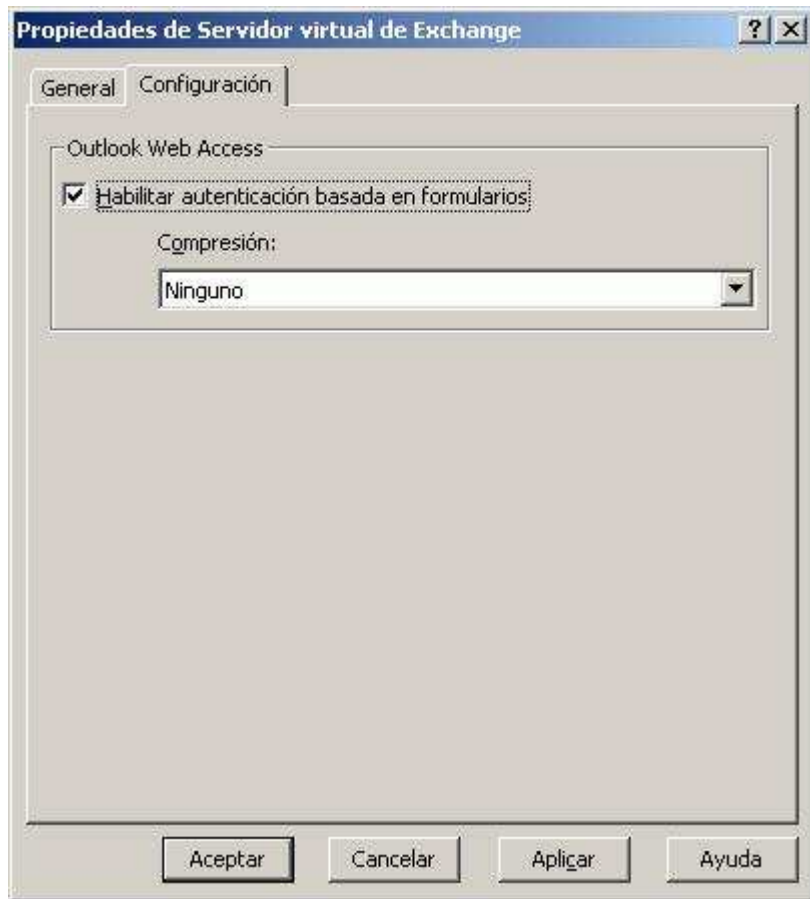 Propiedades de Servidor virtual de Exchange
General Configuración
Outlook Web Access
Habilitar autenticación basada en formularios
Compresión:
Ninguno
Aceptar Cancelar Aplicar Ayuda